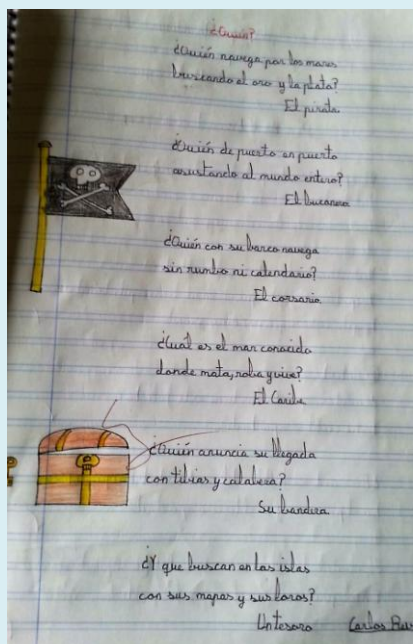 ¿Quién?
¿Quién navega por los mares
buscando el oro y la plata?
El pirata.
¿Quién de puerto en puerto
asustando al mundo entero?
El bucanero
¿Quién con su barco navega
sin rumbo ni calendario?
El corsario
¿Cuál es el mar conocido
donde mata, roba y vive?
El Caribe
¿Quién anuncia su llegada
con tibias y calabera?
Su bandera.
¿Y que buscan en las islas
con sus mapas y sus loros?
Un tesoro
Carlos